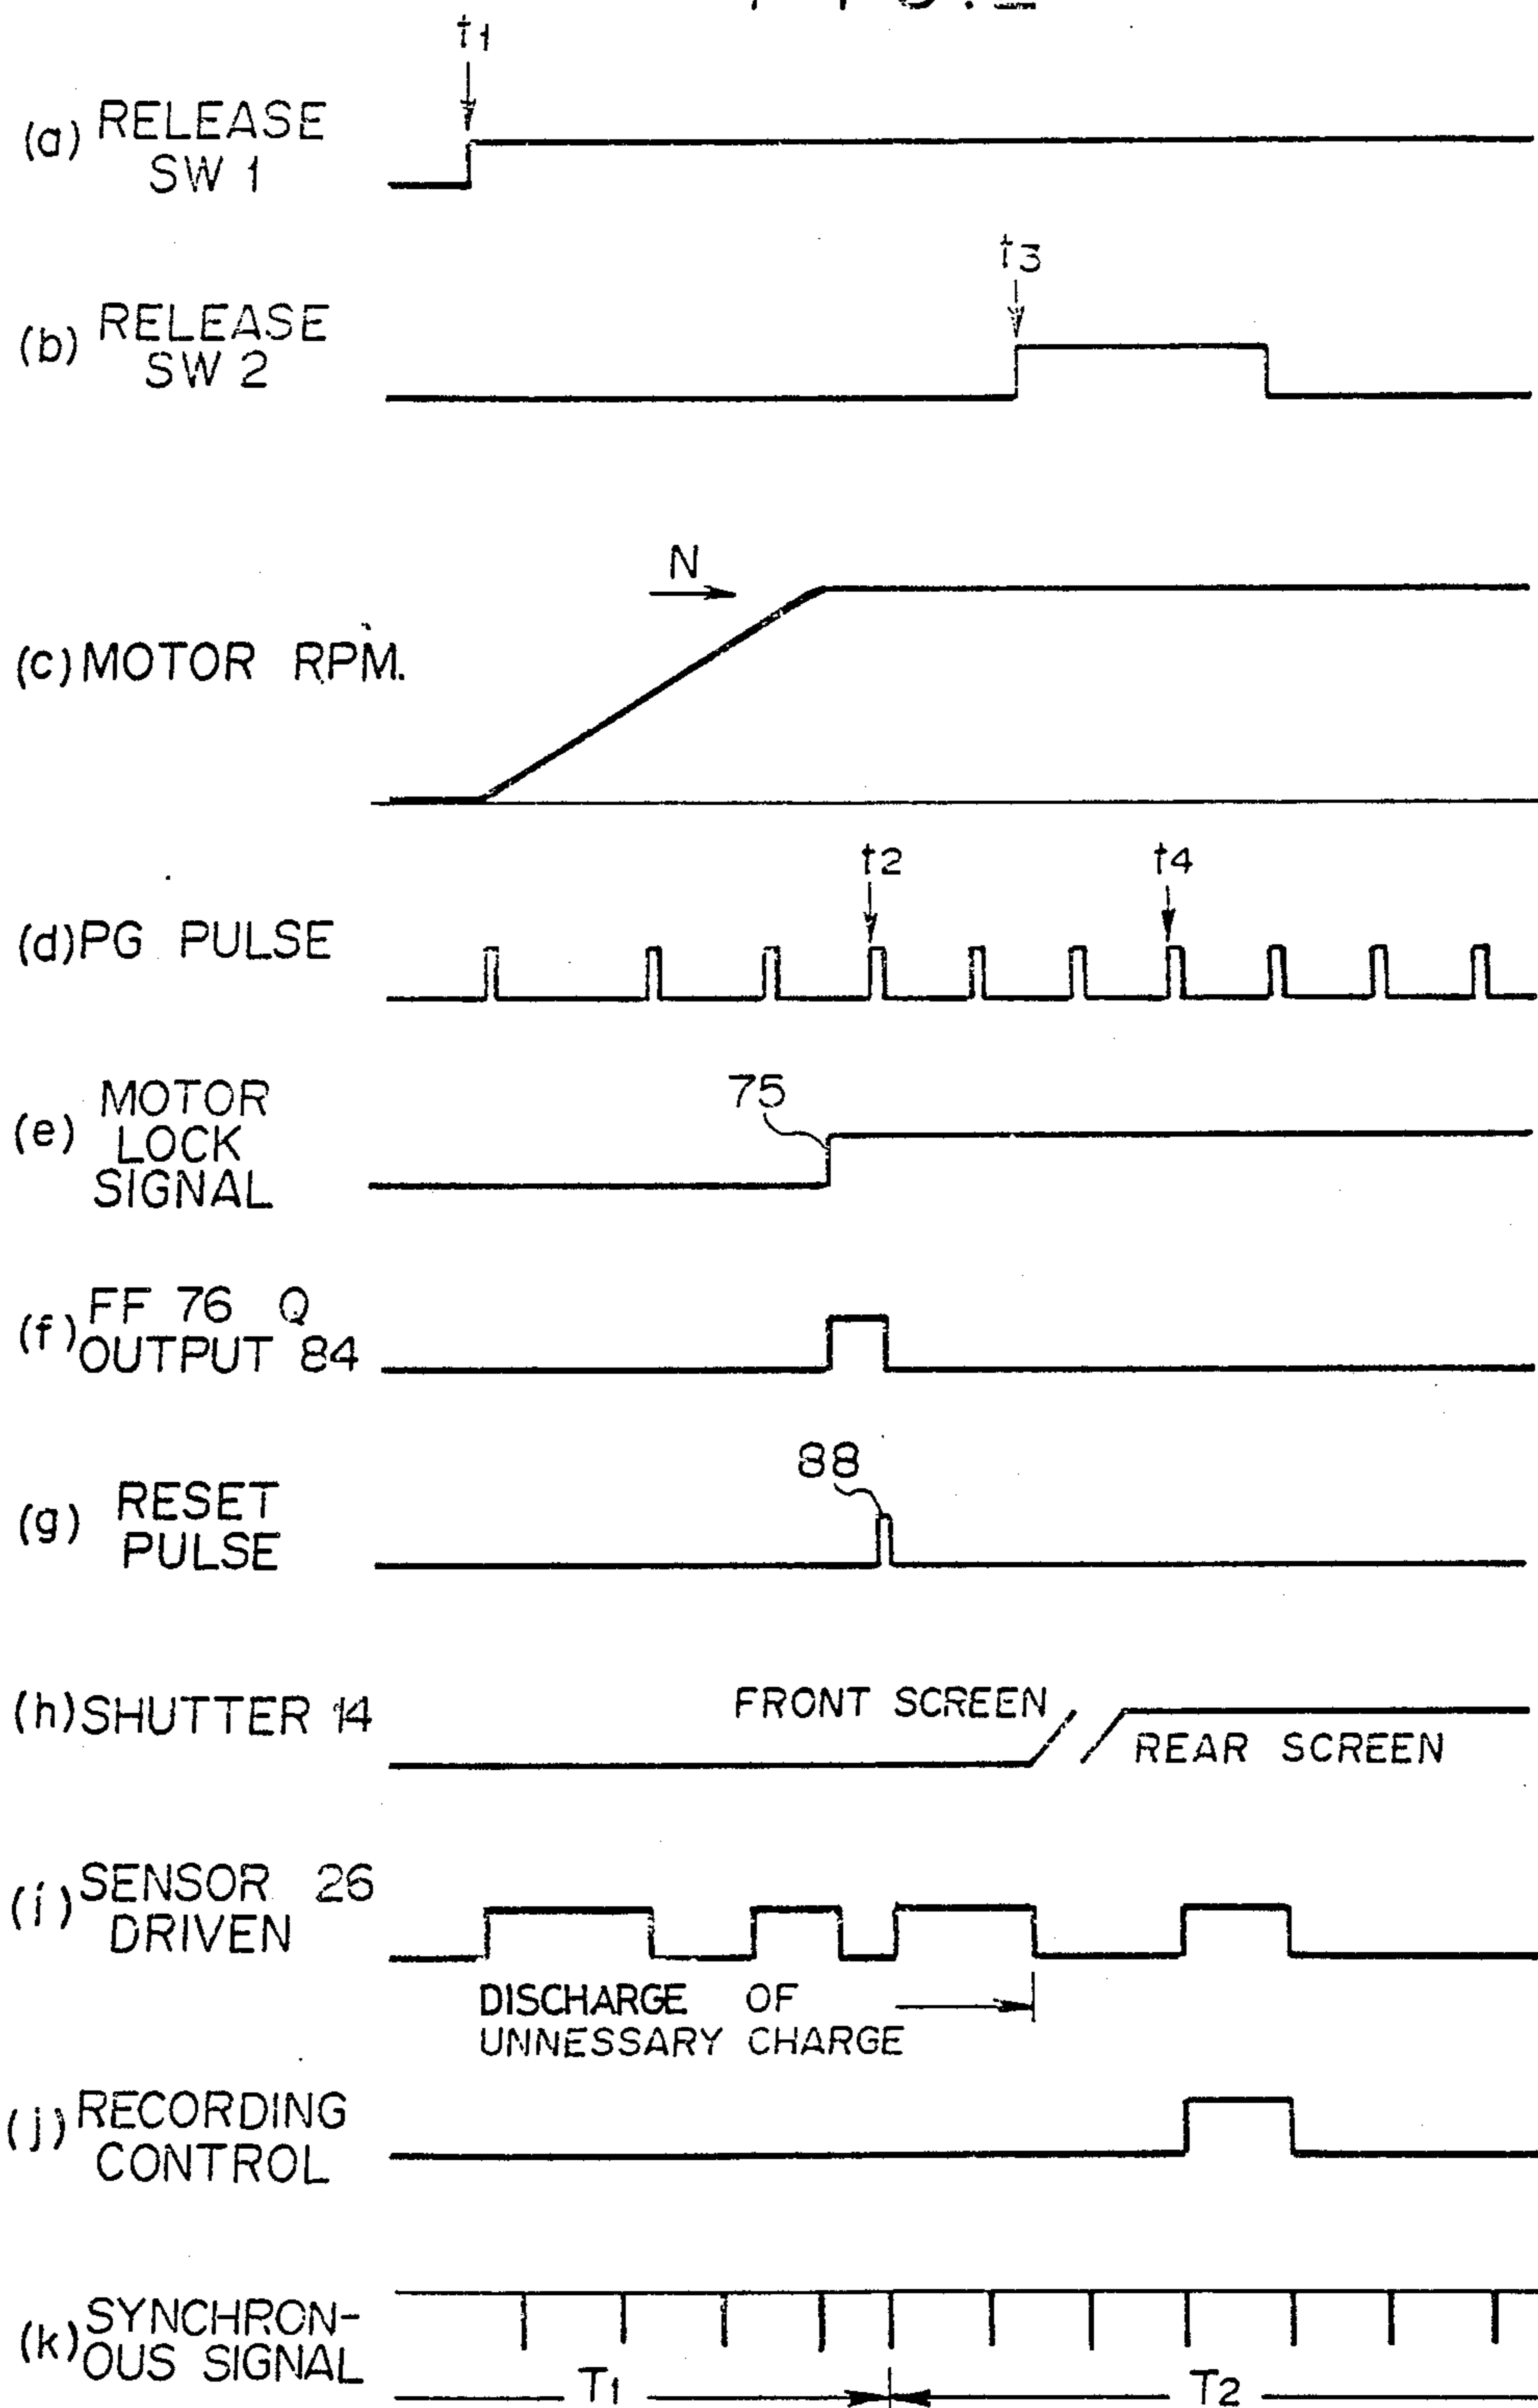 t1
(a) RELEASE
SW 1
t3
(b) RELEASE
SW 2
N
(c) MOTOR RPM.
t2 t4
(d) PG PULSE
75
(e) MOTOR
LOCK
SIGNAL
(f) FF 76 Q
OUTPUT 84
88
(g) RESET
PULSE
(h) SHUTTER 14
FRONT SCREEN
REAR SCREEN
(i) SENSOR 26
DRIVEN
DISCHARGE OF
UNNESSARY CHARGE
(j) RECORDING
CONTROL
(k) SYNCHRON-
OUS SIGNAL
T1 T2